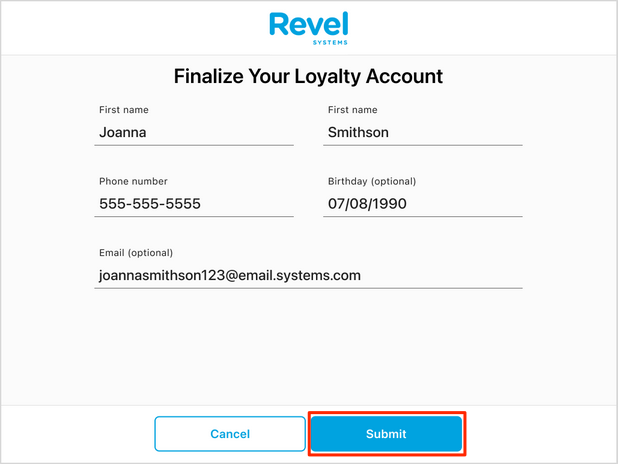 Revel
SYSTEMS
Finalize Your Loyalty Account
First name
First name
Joanna
Smithson
Phone number
Birthday (optional)
555-555-5555
07/08/1990
Email (optional)
joannasmithson123@email.systems.com
Cancel
Submit